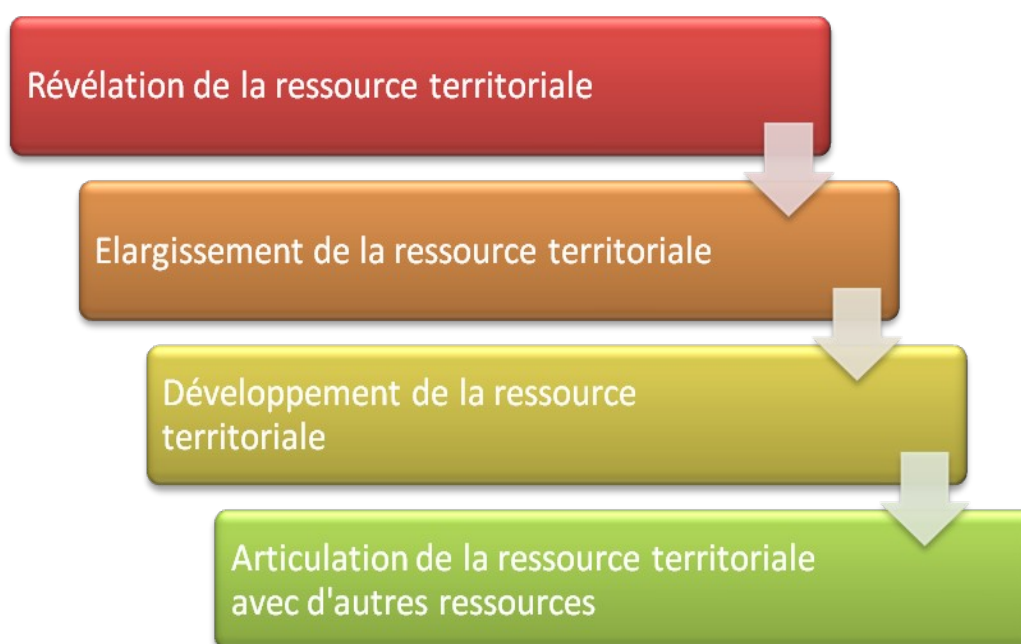 Révélation de la ressource territoriale
Elargissement de la ressource territoriale
Développement de la ressource
territoriale
Articulation de la ressource territoriale
avec d'autres ressources